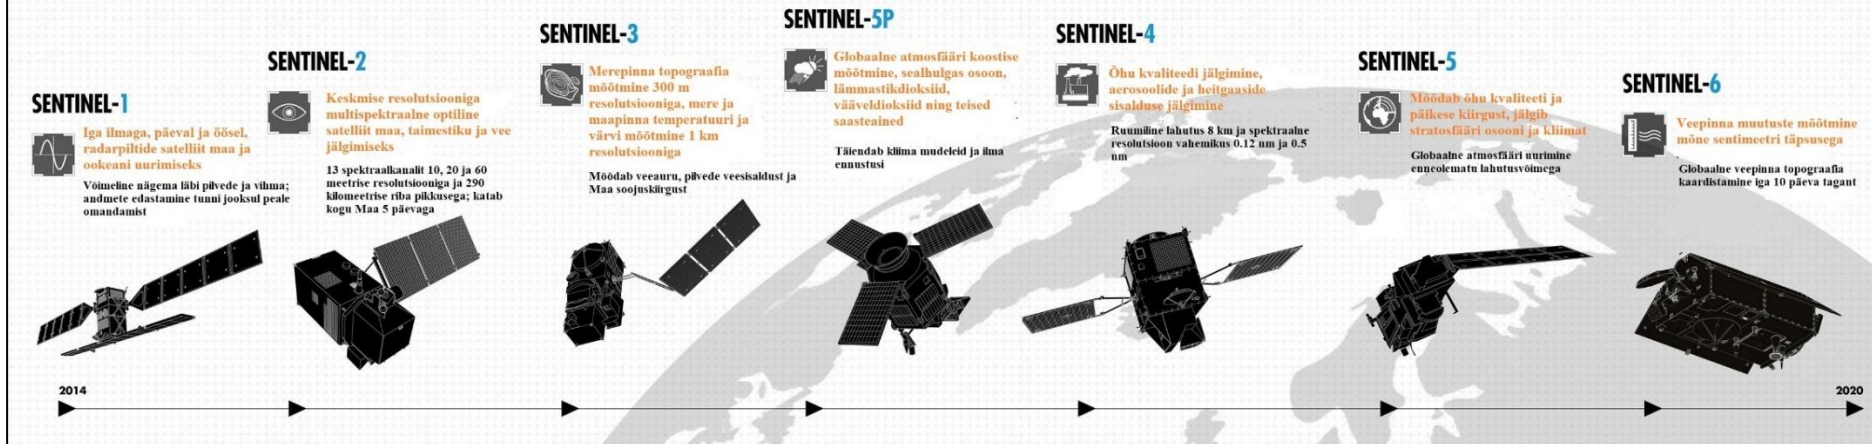 SENTINEL-1
Iga ilmaga, päeval ja öösel,
radarpiltide satelliit maa ja
ookeani uurimiseks
Võimeline nägema läbi pilvede ja vihma;
andmete edastamine tunni jooksul peale
omandamist
SENTINEL-2
Keskmise resolutsiooniga
multispektraalne optiline
satelliit maa, taimestiku ja vee
jälgimiseks
13 spektraalkanalit 10, 20 ja 60
meetrise resolutsiooniga ja 290
kilomeetrise riba pikkusega; katab
kogu Maa 5 päevaga
SENTINEL-3
Merepinna topograafia
mõõtmine 300 m
resolutsiooniga, mere ja
maapinna temperatuuri ja
värvi mõõtmine 1 km
resolutsiooniga
Mõõdab veeauru, pilvede veesisaldust ja
Maa soojuskiirgust
SENTINEL-5P
Globaalne atmosfääri koostise
mõõtmine, sealhulgas osoon,
lämmastikdioksiid,
vääveldioksiid ning teised
saasteained
Täiendab kliima mudeleid ja ilma
ennustusi
SENTINEL-4
Õhu kvaliteedi jälgimine,
aerosoolide ja heitgaaside
sisalduse jälgimine
Ruumiline lahutus 8 km ja spektraalne
resolutsioon vahemikus 0.12 nm ja 0.5
nm
SENTINEL-5
Mõõdab õhu kvaliteeti ja
päikese kiirgust, jälgib
stratosfääri osooni ja kliimat
Globaalne atmosfääri uurimine
enneolematu lahutusvõimega
SENTINEL-6
Veepinna muutuste mõõtmine
mõne sentimeetri täpsusega
Globaalne veepinna topograafia
kaardistamine iga 10 päeva tagant
2014
2020